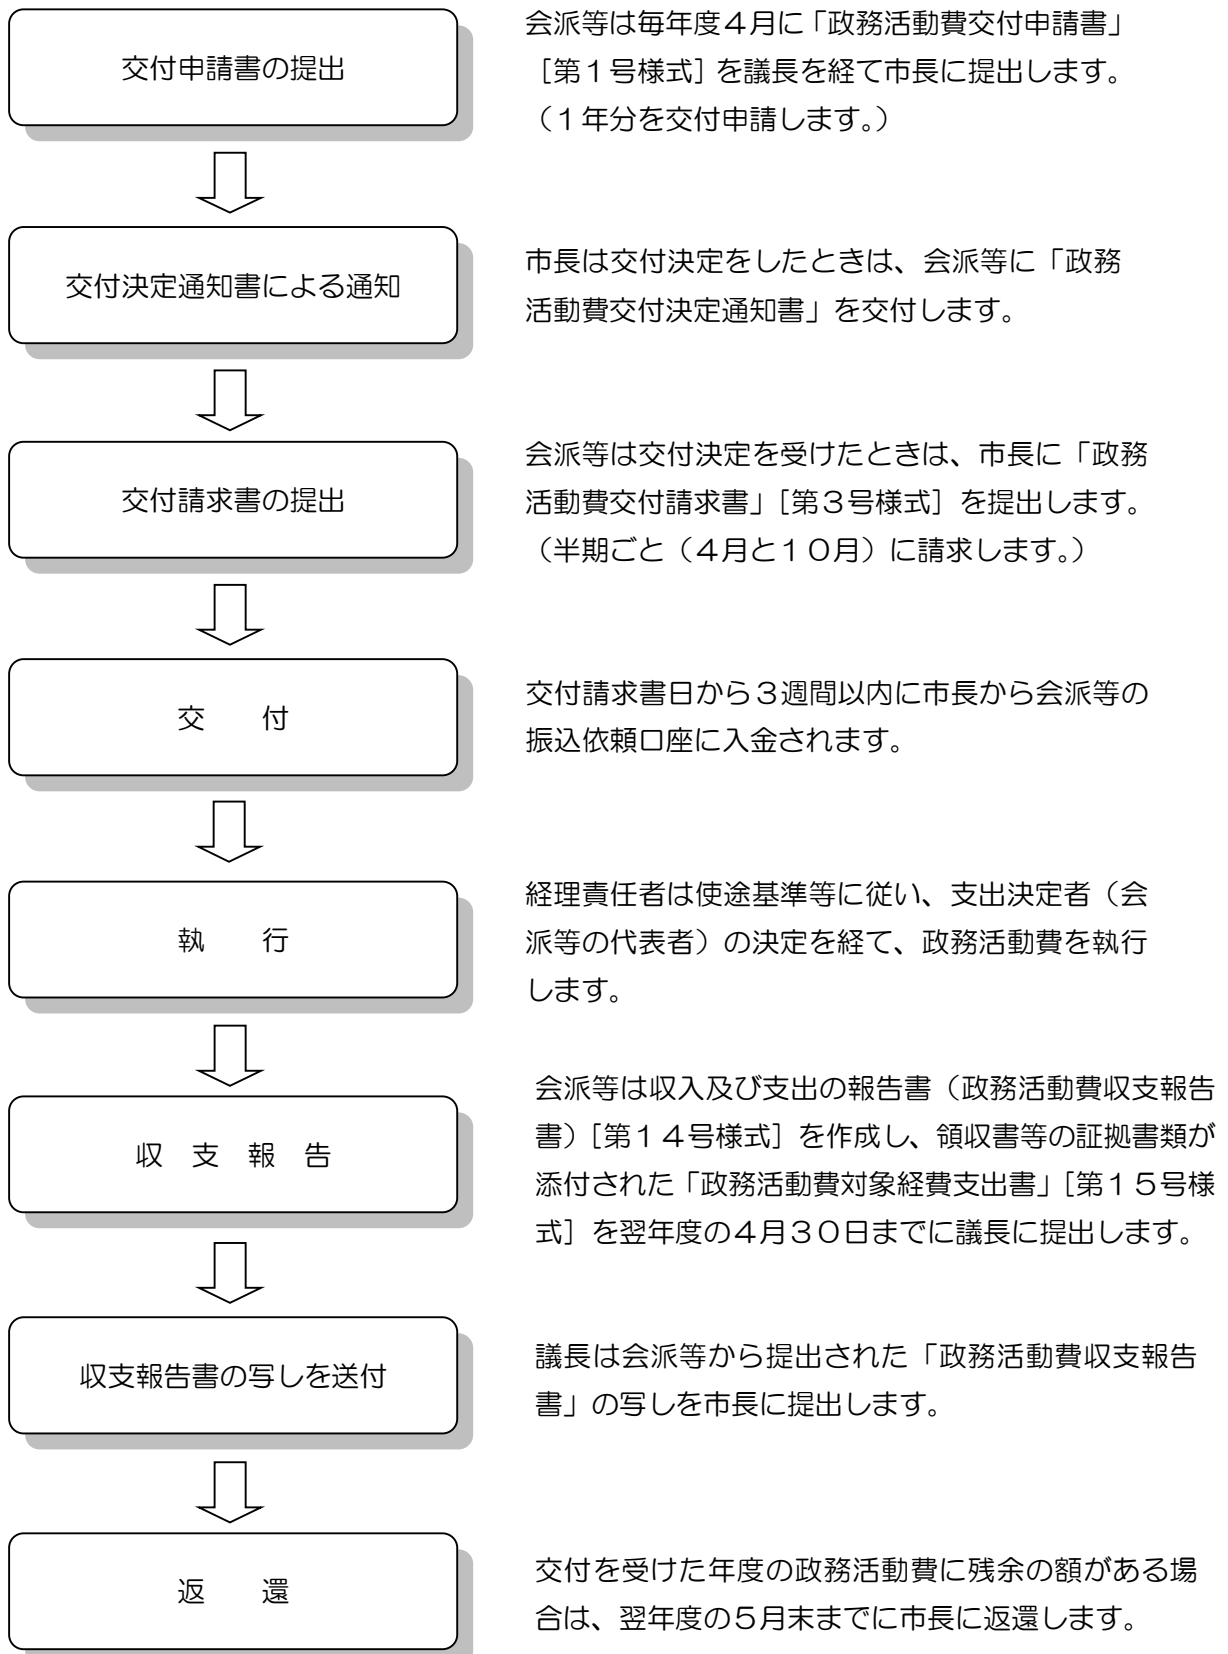 交付申請書の提出
会派等は毎年度４月に「政務活動費交付申請書」
［第１号様式］を議長を経て市長に提出します。
（１年分を交付申請します。）
交付決定通知書による通知
市長は交付決定をしたときは、会派等に「政務
活動費交付決定通知書」を交付します。
交付請求書の提出
会派等は交付決定を受けたときは、市長に「政務
活動費交付請求書」［第３号様式］を提出します。
（半期ごと（４月と１０月）に請求します。）
交　　付
交付請求書日から３週間以内に市長から会派等の
振込依頼口座に入金されます。
執　　行
経理責任者は使途基準等に従い、支出決定者（会
派等の代表者）の決定を経て、政務活動費を執行
します。
収　支　報　告
会派等は収入及び支出の報告書（政務活動費収支報告
書）［第１４号様式］を作成し、領収書等の証拠書類が
添付された「政務活動費対象経費支出書」［第１５号様
式］を翌年度の４月３０日までに議長に提出します。
収支報告書の写しを送付
議長は会派等から提出された「政務活動費収支報告
書」の写しを市長に提出します。
返　　還
交付を受けた年度の政務活動費に残余の額がある場
合は、翌年度の５月末までに市長に返還します。